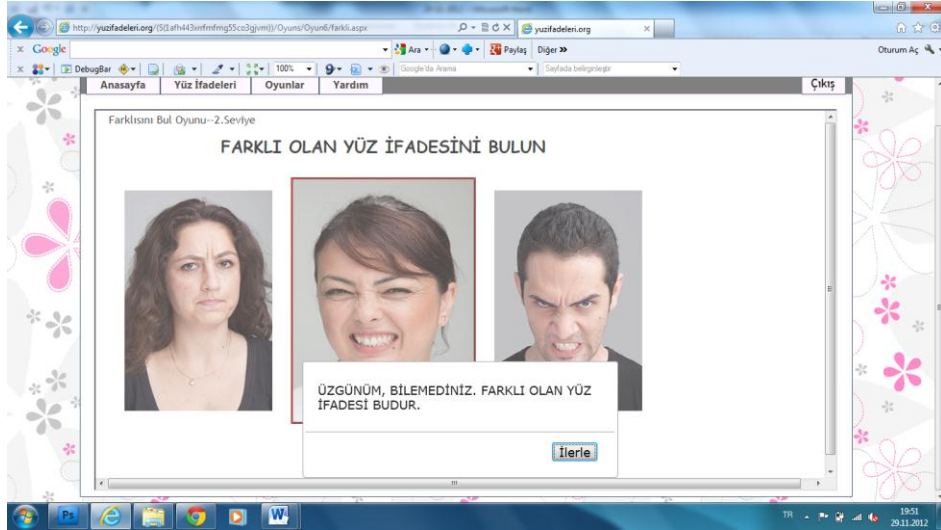 http://yuzifadeleri.org/(S(1afh443xrrfmfmg55co3gjvm))/Oyuns/Oyun6/farkli.aspx
yuzifadeleri.org
Google
Ara
Paylaş
Diğer »
Oturum Aç
DebugBar
100%
Google'da Arama
Sayfada belirginleştir
Anasayfa
Yüz İfadeleri
Oyunlar
Yardım
Çıkış
Farklısını Bul Oyunu--2.Seviye
FARKLI OLAN YÜZ İFADESİNİ BULUN
ÜZGÜNÜM, BİLEMEDİNİZ. FARKLI OLAN YÜZ
İFADESİ BUDUR.
İlerle
Ps
W
TR
19:51
29.11.2012